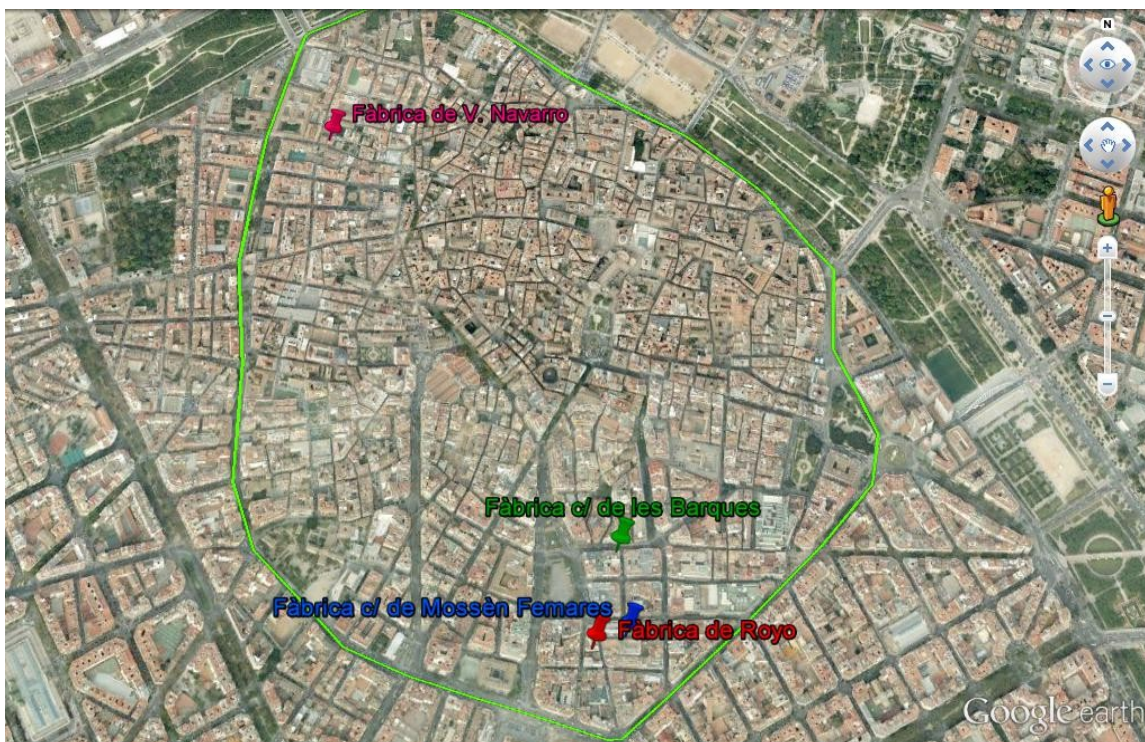 N
Fàbrica de V. Navarro
Fàbrica c/ de les Barques
Fàbrica c/ de Mossèn Femares
Fàbrica de Royo
Google earth